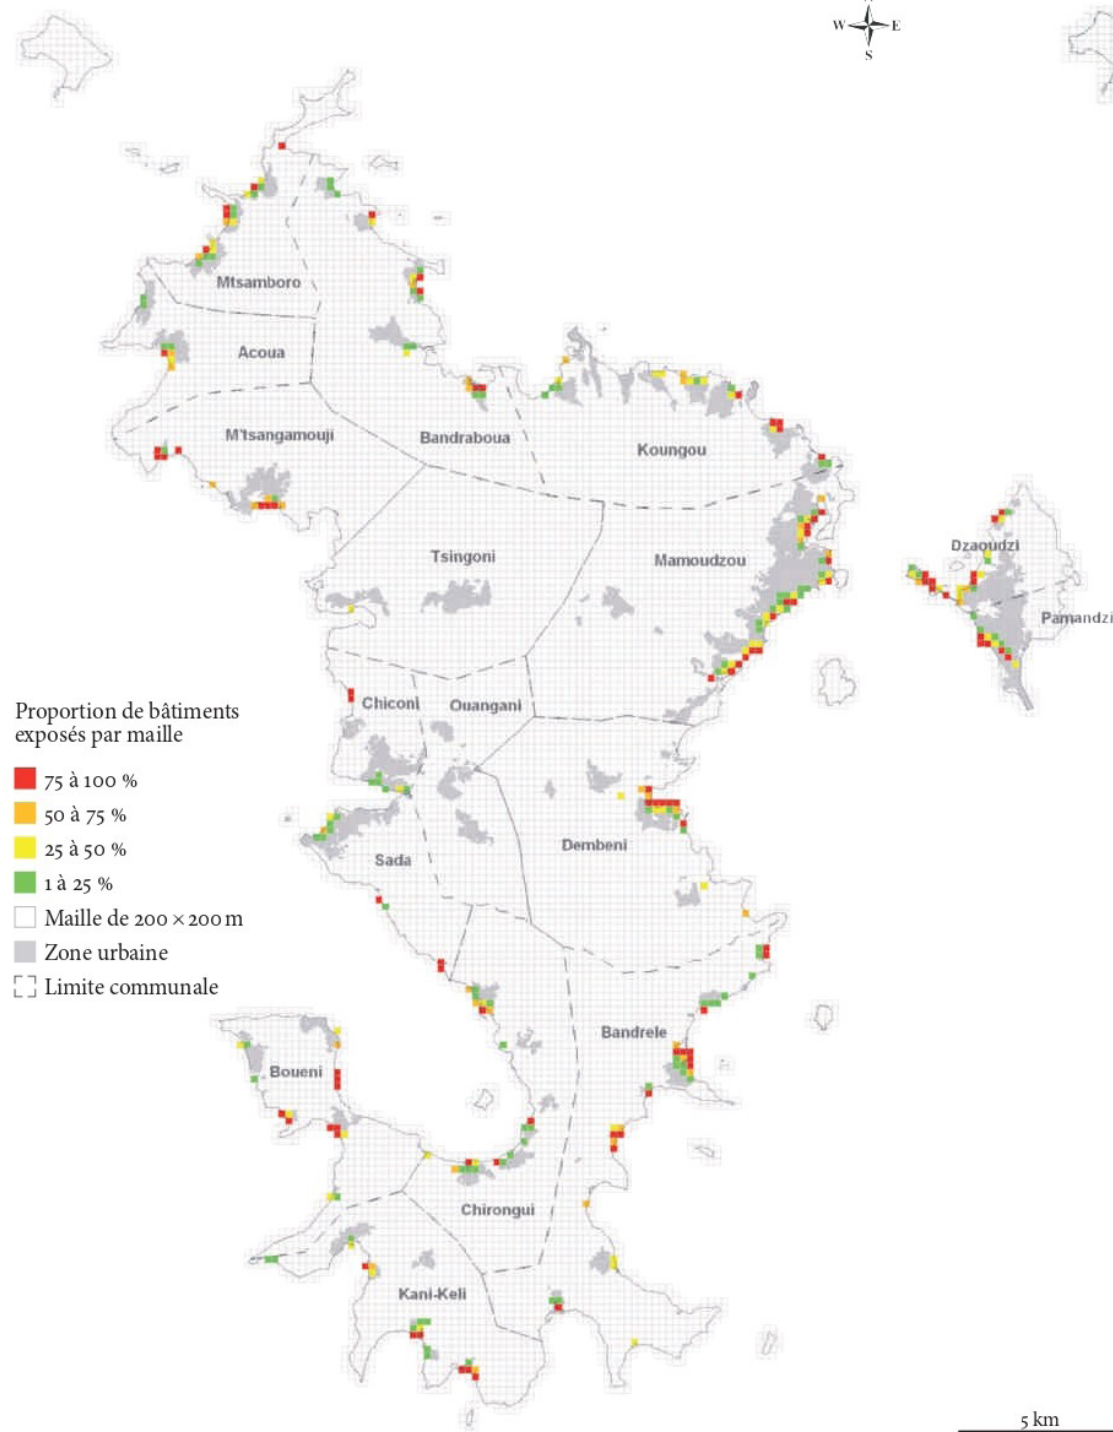 W E
S
Mtsamboro
Acoua
M'tsangamouji
Bandraboua
Koungou
Tsingoni
Mamoudzou
Dzaoudzi
Pamandzi
Chiconi
Ouangani
Proportion de bâtiments
exposés par maille
75 à 100 %
50 à 75 %
25 à 50 %
1 à 25 %
Maille de 200 × 200 m
Zone urbaine
Limite communale
Dembeni
Sada
Bandrele
Boueni
Chirongui
Kani-Keli
5 km